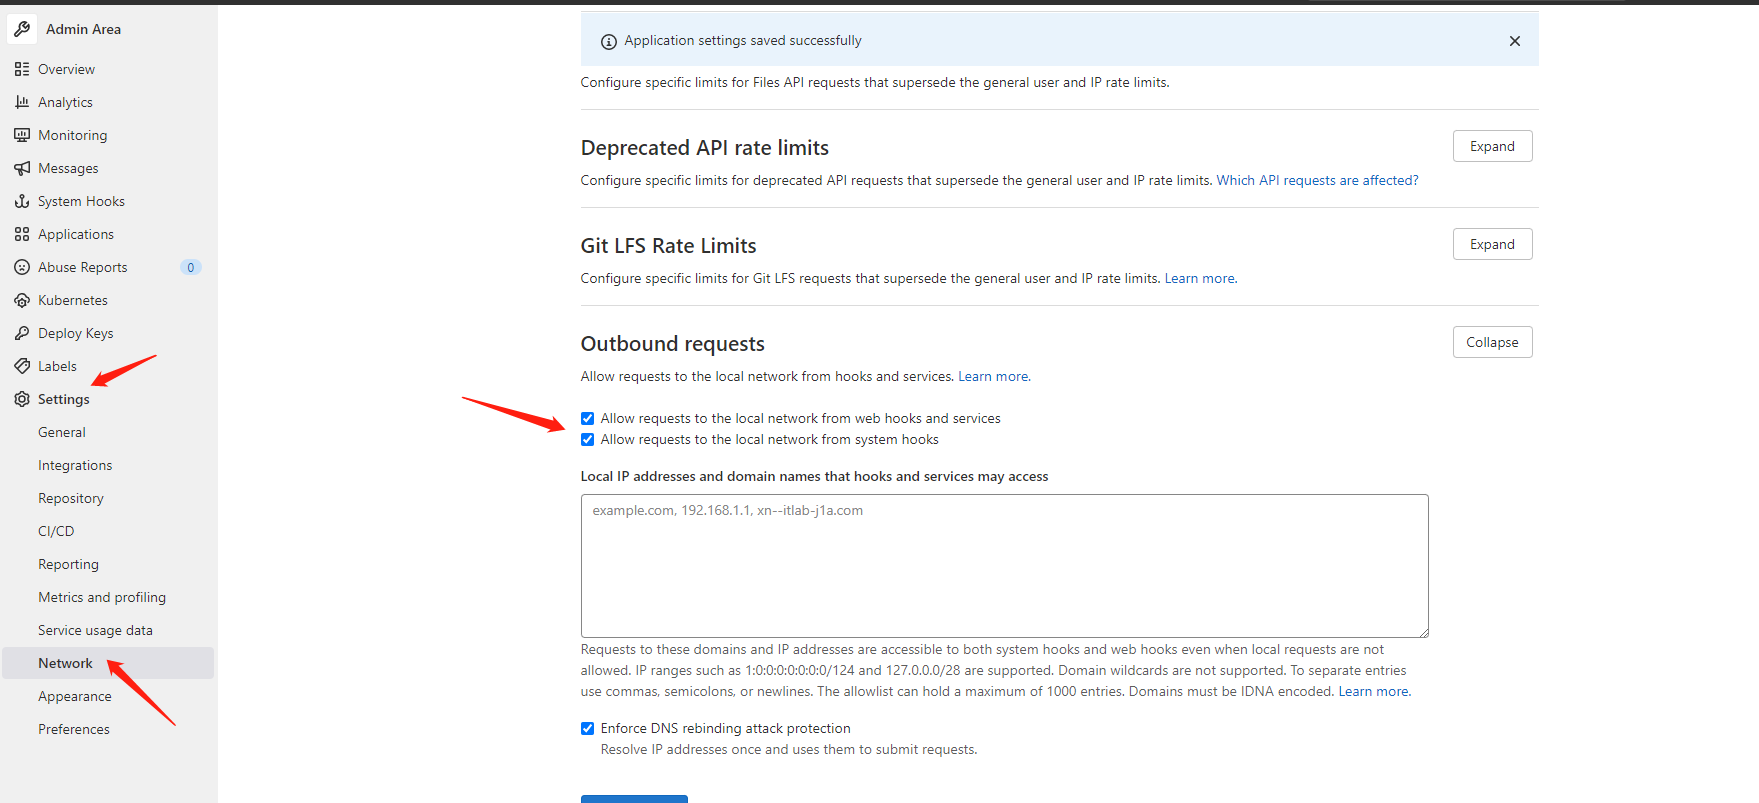 Admin Area
Overview
Analytics
Monitoring
Messages
System Hooks
Applications
Abuse Reports 0
Kubernetes
Deploy Keys
Labels
Settings
General
Integrations
Repository
CI/CD
Reporting
Metrics and profiling
Service usage data
Network
Appearance
Preferences
Application settings saved successfully
Configure specific limits for Files API requests that supersede the general user and IP rate limits.
Deprecated API rate limits
Expand
Configure specific limits for deprecated API requests that supersede the general user and IP rate limits. Which API requests are affected?
Git LFS Rate Limits
Expand
Configure specific limits for Git LFS requests that supersede the general user and IP rate limits. Learn more.
Outbound requests
Collapse
Allow requests to the local network from hooks and services. Learn more.
Allow requests to the local network from web hooks and services
Allow requests to the local network from system hooks
Local IP addresses and domain names that hooks and services may access
example.com, 192.168.1.1, xn--itlab-j1a.com
Requests to these domains and IP addresses are accessible to both system hooks and web hooks even when local requests are not
allowed. IP ranges such as 1:0:0:0:0:0:0:0/124 and 127.0.0.0/28 are supported. Domain wildcards are not supported. To separate entries
use commas, semicolons, or newlines. The allowlist can hold a maximum of 1000 entries. Domains must be IDNA encoded. Learn more.
Enforce DNS rebinding attack protection
Resolve IP addresses once and uses them to submit requests.